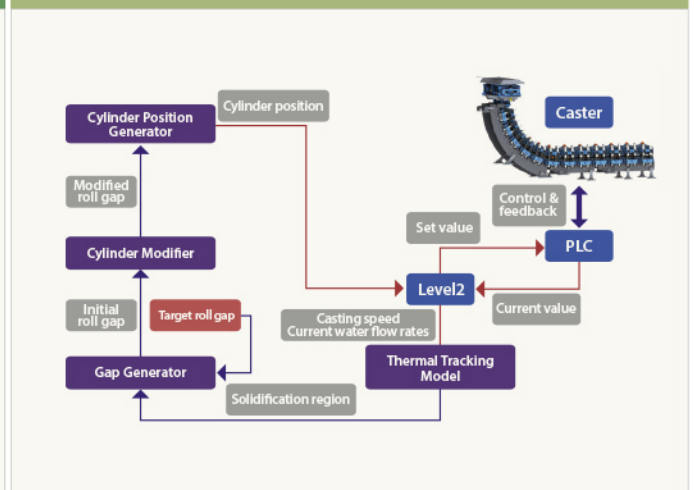 Cylinder position
Cylinder Position
Generator
Caster
Modified
roll gap
Control &
feedback
Set value
PLC
Cylinder Modifier
Level2
Initial
roll gap
Target roll gap
Casting speed
Current water flow rates
Current value
Gap Generator
Thermal Tracking
Model
Solidification region